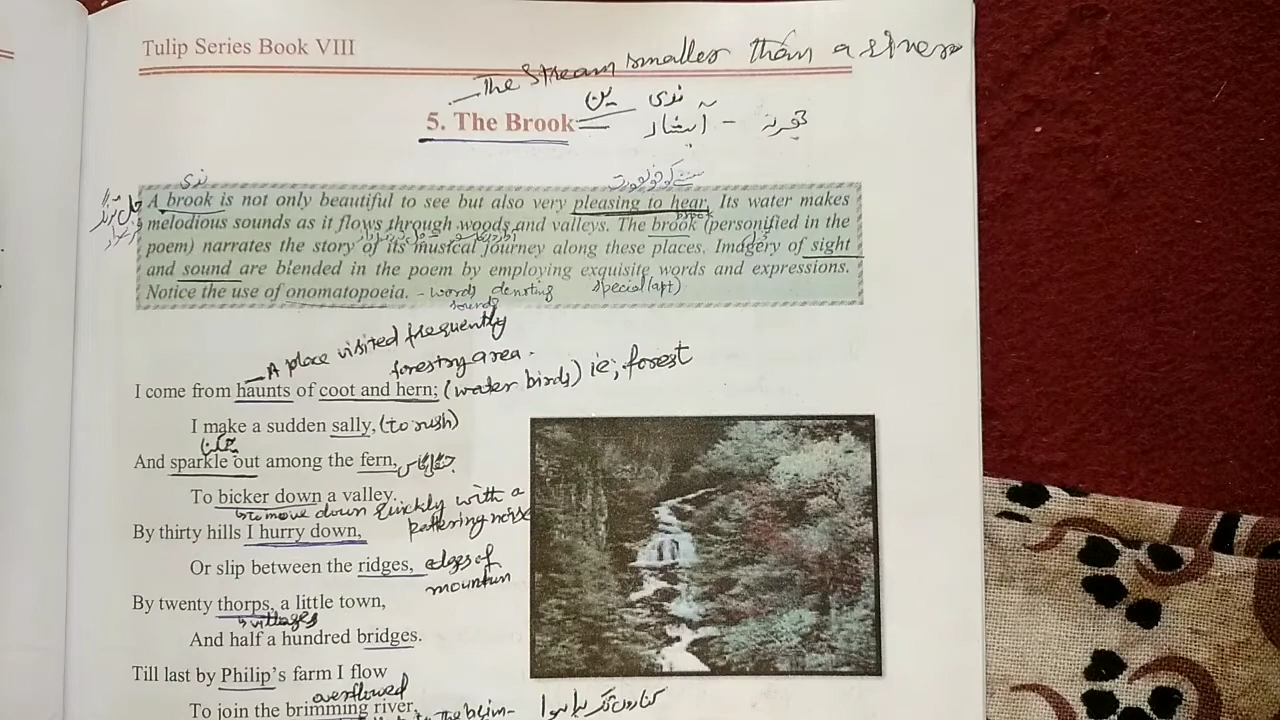 Tulip Series Book VIII
The Stream smaller than a
5. The Brook
ندی
آبشار -
ندی
A brook is not only beautiful to see but also very pleasing to hear. Its water makes
melodious sounds as it flows through woods and valleys. The brook (personified in the
brook
poem) narrates the story of its musical journey along these places. Imagery of sight
and sound are blended in the poem by employing exquisite words and expressions.
Notice the use of onomatopoeia. - words denoting special (apt)
sounds
A place visited frequently
forestry area.
I come from haunts of coot and hern; (water birds) ie; forest
I make a sudden sally, (to rush)
And sparkle out among the fern,
To bicker down a valley.
to move down quickly with a
pattering noise
By thirty hills I hurry down,
Or slip between the ridges, edges of
mountain
By twenty thorps, a little town,
villages
And half a hundred bridges.
Till last by Philip's farm I flow
overflowed
To join the brimming river,